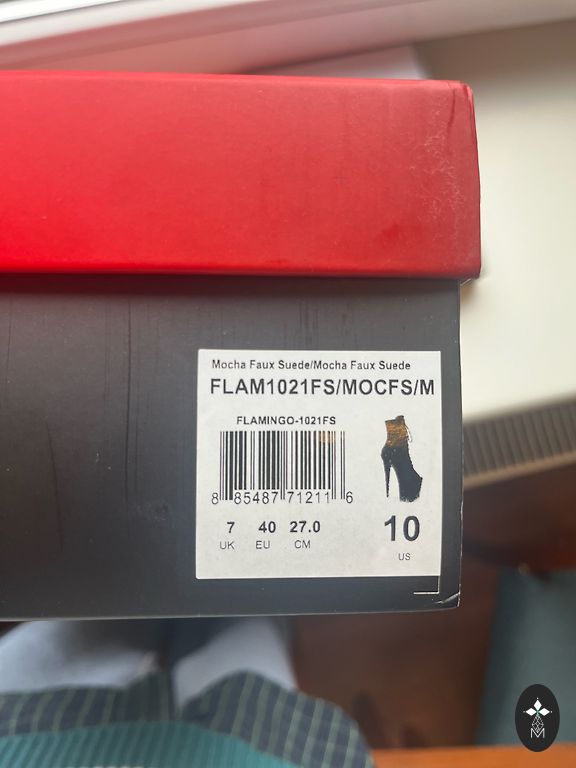 Mocha Faux Suede/Mocha Faux Suede
FLAM1021FS/MOCFS/M
FLAMINGO-1021FS
8 85487 71211 6
7 40 27.0 10
UK EU CM US
M